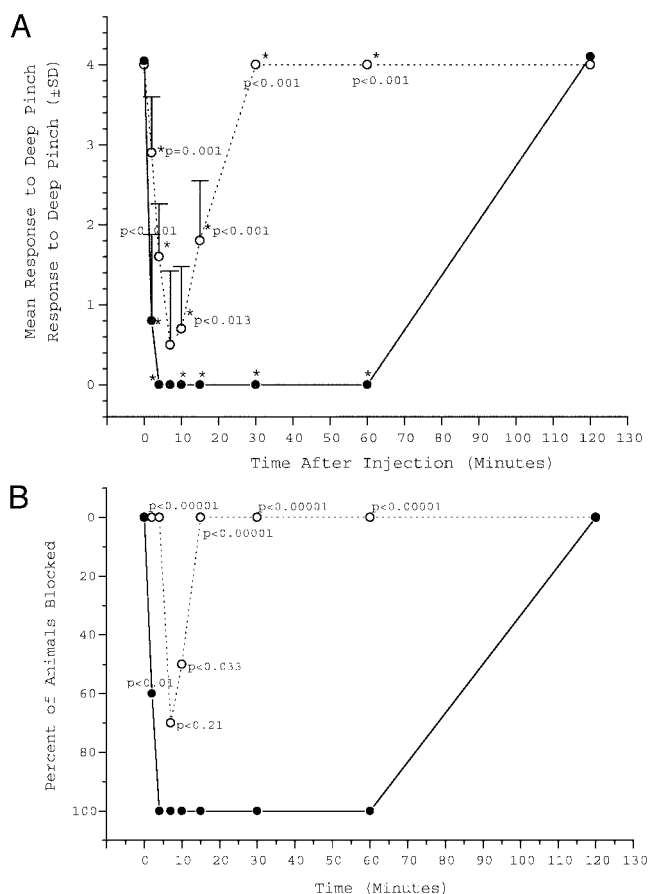 A
Mean Response to Deep Pinch
Response to Deep Pinch (±SD)
4
3
2
1
0
*
*
p<0.001
p<0.001
*p=0.001
p<0.001
*
*
p<0.001
*
*
p<0.013
*
*
*
*
*
0 10 20 30 40 50 60 70 80 90 100 110 120 130
Time After Injection (Minutes)
B
Percent of Animals Blocked
0
20
40
60
80
100
p<0.00001
p<0.00001
p<0.00001
p<0.00001
p<0.033
p<0.01
p<0.21
0 10 20 30 40 50 60 70 80 90 100 110 120 130
Time (Minutes)